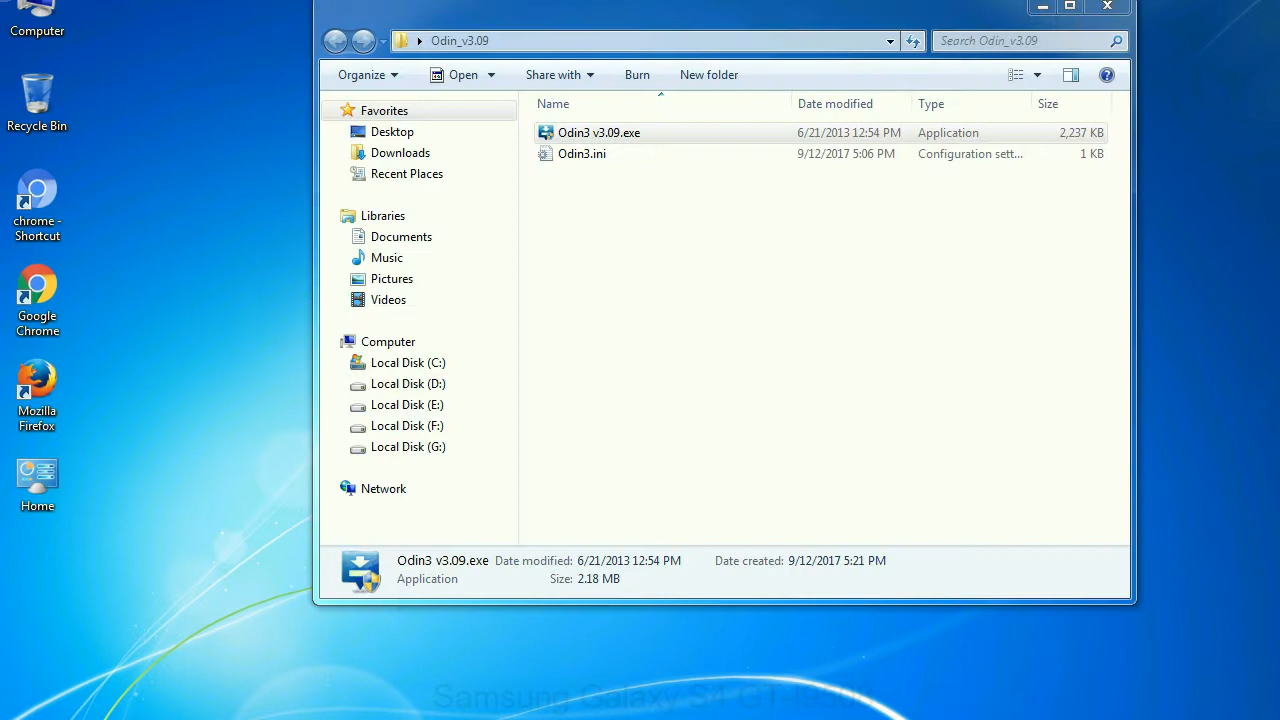 Computer
Recycle Bin
chrome -
Shortcut
Google
Chrome
Mozilla
Firefox
Home
Odin_v3.09
Search Odin_v3.09
Organize Open Share with Burn New folder
Name Date modified Type Size
Odin3 v3.09.exe 6/21/2013 12:54 PM Application 2,237 KB
Odin3.ini 9/12/2017 5:06 PM Configuration sett... 1 KB
Favorites
Desktop
Downloads
Recent Places
Libraries
Documents
Music
Pictures
Videos
Computer
Local Disk (C:)
Local Disk (D:)
Local Disk (E:)
Local Disk (F:)
Local Disk (G:)
Network
Odin3 v3.09.exe Date modified: 6/21/2013 12:54 PM Date created: 9/12/2017 5:21 PM
Application Size: 2.18 MB
Samsung Galaxy S4